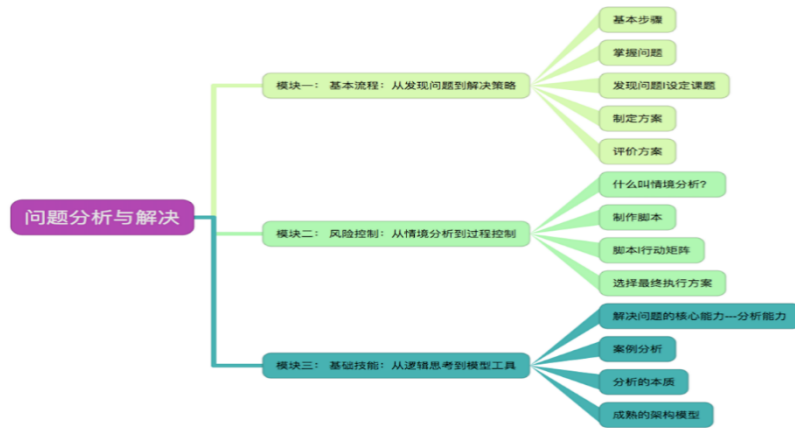 问题分析与解决
模块一： 基本流程：从发现问题到解决策略
基本步骤
掌握问题
发现问题|设定课题
制定方案
评价方案
模块二： 风险控制：从情境分析到过程控制
什么叫情境分析?
制作脚本
脚本|行动矩阵
选择最终执行方案
模块三： 基础技能：从逻辑思考到模型工具
解决问题的核心能力---分析能力
案例分析
分析的本质
成熟的架构模型